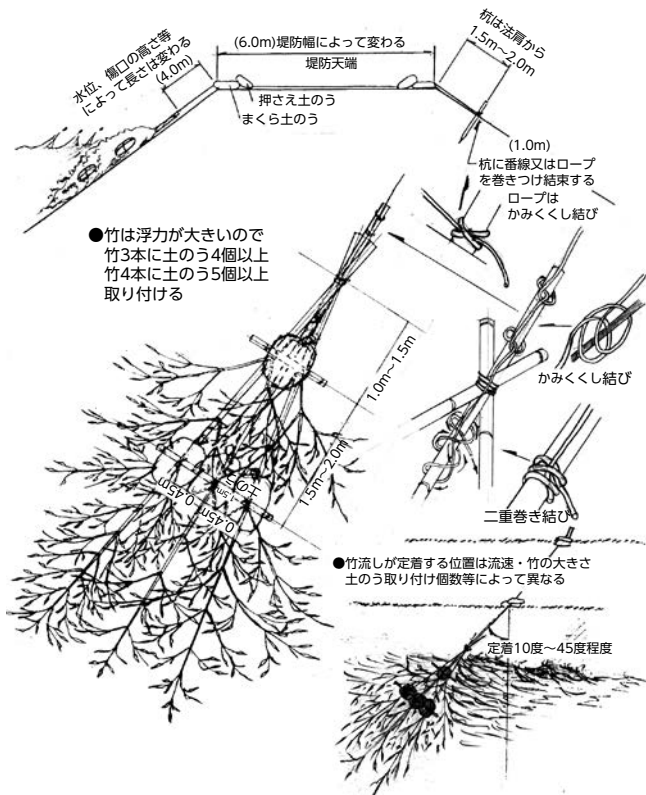 (6.0m)堤防幅によって変わる
堤防天端
杭は法肩から
1.5m～2.0m
水位、傷口の高さ等
によって長さは変わる
(4.0m)
押さえ土のう
まくら土のう
(1.0m)
杭に番線又はロープ
を巻きつけ結束する
ロープは
かみくくし結び
●竹は浮力が大きいので
竹3本に土のう4個以上
竹4本に土のう5個以上
取り付ける
1.0m～1.5m
かみくくし結び
1.5m～2.0m
土のう
1.5m
0.45m
0.45m
二重巻き結び
●竹流しが定着する位置は流速・竹の大きさ
土のう取り付け個数等によって異なる
定着10度～45度程度